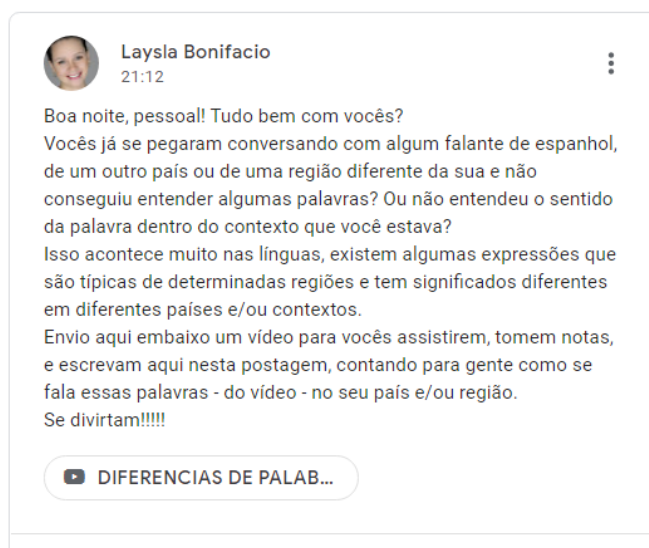 Laysla Bonifacio
21:12
Boa noite, pessoal! Tudo bem com vocês?
Vocês já se pegaram conversando com algum falante de espanhol,
de um outro país ou de uma região diferente da sua e não
conseguiu entender algumas palavras? Ou não entendeu o sentido
da palavra dentro do contexto que você estava?
Isso acontece muito nas línguas, existem algumas expressões que
são típicas de determinadas regiões e tem significados diferentes
em diferentes países e/ou contextos.
Envio aqui embaixo um vídeo para vocês assistirem, tomem notas,
e escrevam aqui nesta postagem, contando para gente como se
fala essas palavras - do vídeo - no seu país e/ou região.
Se divirtam!!!!!
DIFERENCIAS DE PALAB...